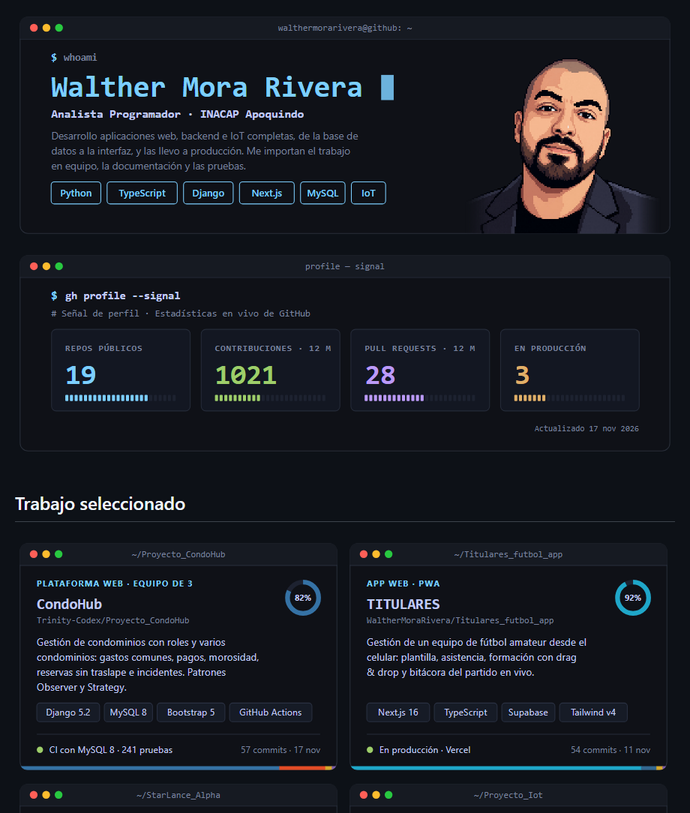 walthermorarivera@github: ~
$ whoami
Walther Mora Rivera
Analista Programador · INACAP Apoquindo
Desarrollo aplicaciones web, backend e IoT completas, de la base de
datos a la interfaz, y las llevo a producción. Me importan el trabajo
en equipo, la documentación y las pruebas.
Python TypeScript Django Next.js MySQL IoT
profile — signal
$ gh profile --signal
# Señal de perfil · Estadísticas en vivo de GitHub
REPOS PÚBLICOS
19
CONTRIBUCIONES · 12 M
1021
PULL REQUESTS · 12 M
28
EN PRODUCCIÓN
3
Actualizado 17 nov 2026
Trabajo seleccionado
~/Proyecto_CondoHub
PLATAFORMA WEB · EQUIPO DE 3
82%
CondoHub
Trinity-Codex/Proyecto_CondoHub
Gestión de condominios con roles y varios
condominios: gastos comunes, pagos, morosidad,
reservas sin traslape e incidentes. Patrones
Observer y Strategy.
Django 5.2 MySQL 8 Bootstrap 5 GitHub Actions
CI con MySQL 8 · 241 pruebas 57 commits · 17 nov
~/Titulares_futbol_app
APP WEB · PWA
92%
TITULARES
WaltherMoraRivera/Titulares_futbol_app
Gestión de un equipo de fútbol amateur desde el
celular: plantilla, asistencia, formación con drag
& drop y bitácora del partido en vivo.
Next.js 16 TypeScript Supabase Tailwind v4
En producción · Vercel 54 commits · 11 nov
~/StarLance_Alpha
~/Proyecto_Iot